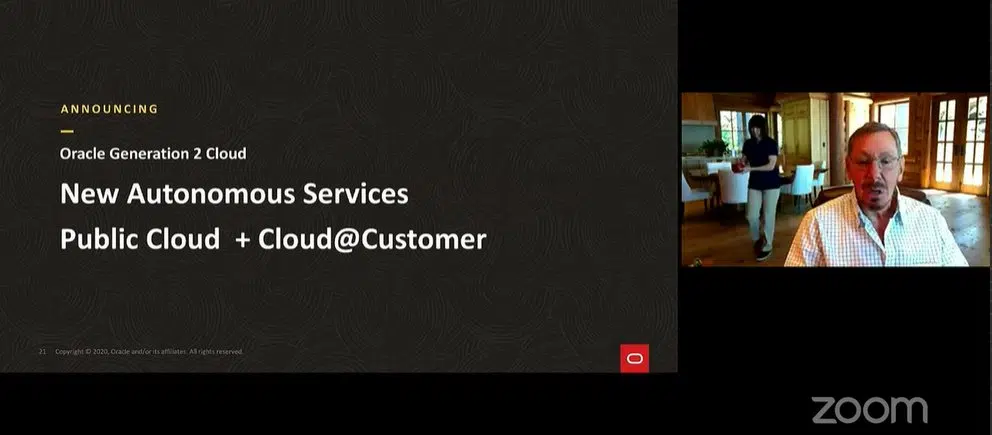 ANNOUNCING
Oracle Generation 2 Cloud
New Autonomous Services
Public Cloud + Cloud@Customer
21 Copyright © 2020, Oracle and/or its affiliates. All rights reserved.
zoom